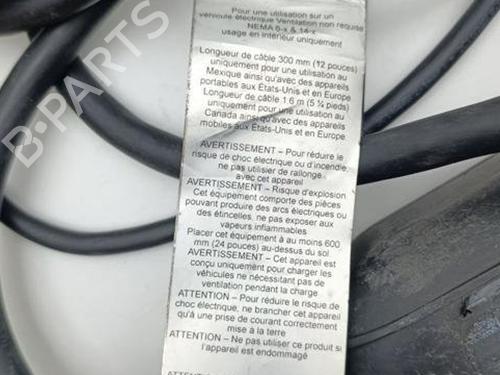 Pour une utilisation sur un
véhicule électrique Ventilation non requise
NEMA 6-x & 14-x
usage en intérieur uniquement
Longueur de câble 300 mm (12 pouces)
uniquement pour une utilisation au
Mexique ainsi qu'avec des appareils
portables aux États-Unis et en Europe
Longueur de câble 1.6 m (5 ¼ pieds)
uniquement pour une utilisation au
Canada ainsi qu'avec des appareils
mobiles aux États-Unis et en Europe
AVERTISSEMENT – Pour réduire le
risque de choc électrique ou d'incendie,
ne pas utiliser de rallonge
avec cet appareil
AVERTISSEMENT – Risque d'explosion
Cet équipement comporte des pièces
pouvant produire des arcs électriques ou
des étincelles, ne pas exposer aux
vapeurs inflammables
Placer cet équipement à au moins 600
mm (24 pouces) au-dessus du sol
AVERTISSEMENT – Cet appareil est
conçu uniquement pour charger les
véhicules ne nécessitant pas de
ventilation pendant la charge
ATTENTION – Pour réduire le risque de
choc électrique, ne brancher cet appareil
qu'à une prise de courant correctement
mise à la terre
ATTENTION – Ne pas utiliser ce produit si
l'appareil est endommagé
B-PARTS